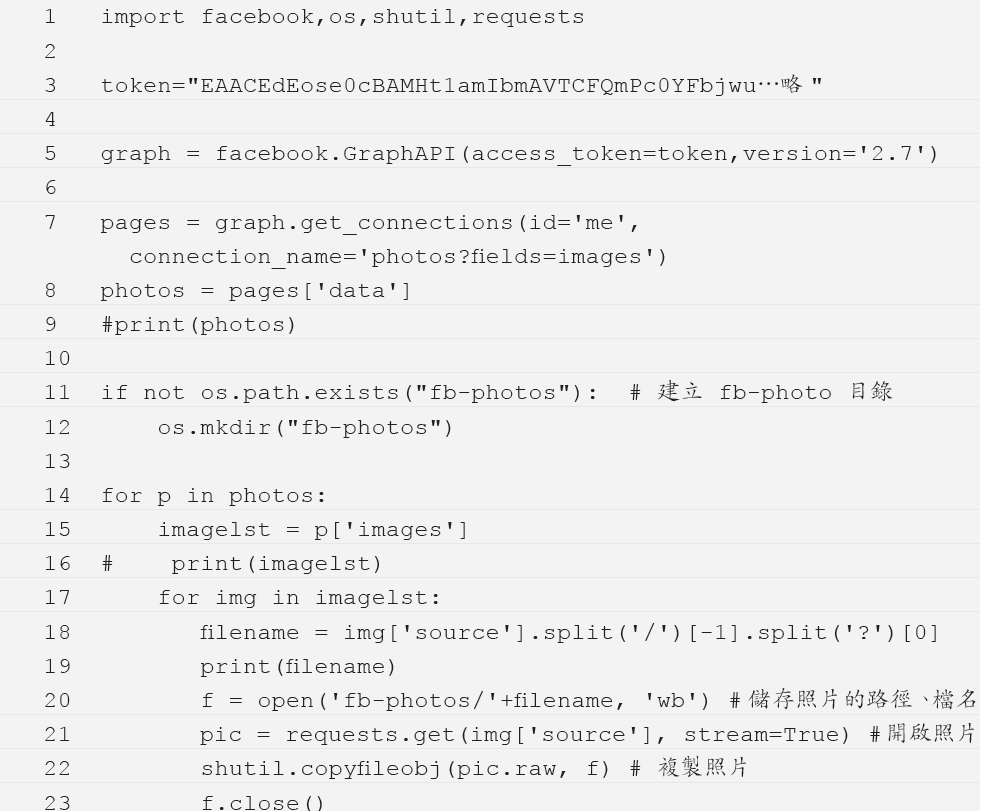 1 import facebook,os,shutil,requests
2
3 token="EAACEdEose0cBAMHt1amIbmAVTCFQmPc0YFbjwu…略 "
4
5 graph = facebook.GraphAPI(access_token=token,version='2.7')
6
7 pages = graph.get_connections(id='me',
connection_name='photos?fields=images')
8 photos = pages['data']
9 #print(photos)
10
11 if not os.path.exists("fb-photos"):  # 建立 fb-photo 目錄
12     os.mkdir("fb-photos")
13
14 for p in photos:
15     imagelst = p['images']
16 #    print(imagelst)
17     for img in imagelst:
18        filename = img['source'].split('/')[-1].split('?')[0]
19        print(filename)
20        f = open('fb-photos/'+filename, 'wb') #儲存照片的路徑、檔名
21        pic = requests.get(img['source'], stream=True) #開啟照片
22        shutil.copyfileobj(pic.raw, f) # 複製照片
23        f.close()